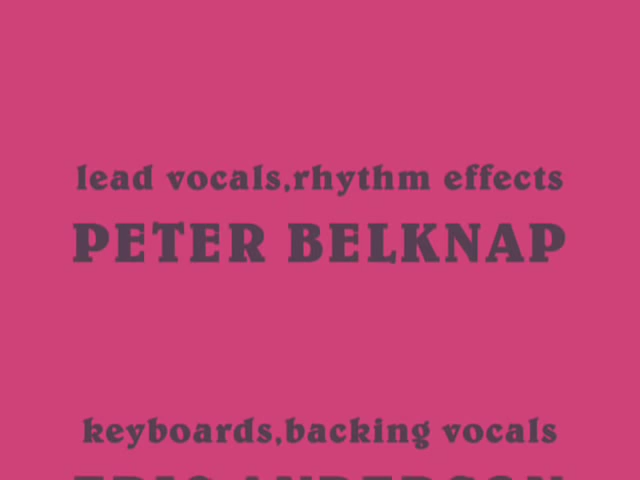 lead vocals,rhythm effects
PETER BELKNAP
keyboards,backing vocals